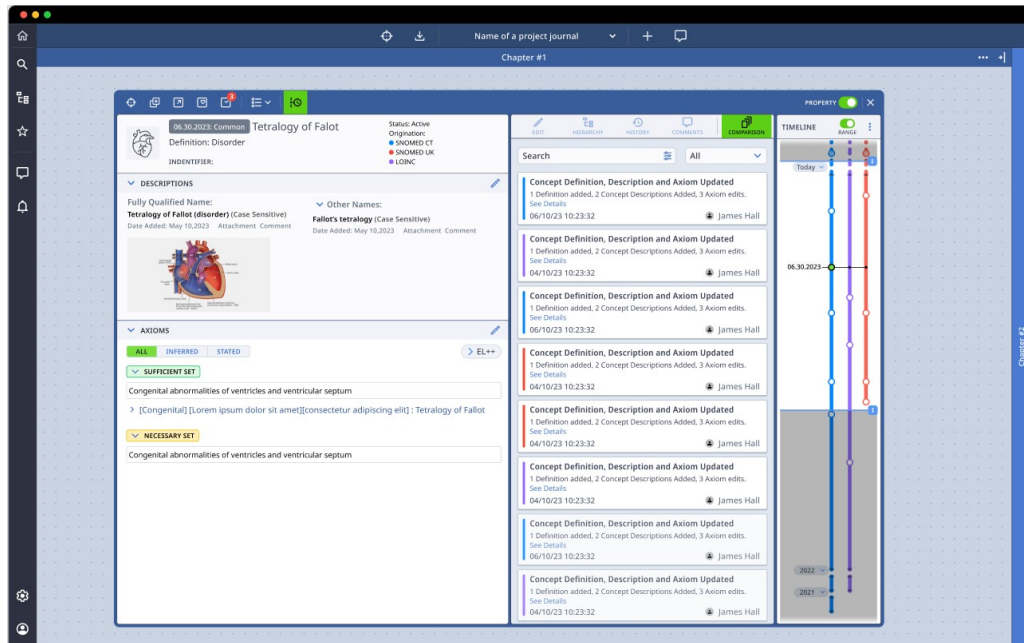 Name of a project journal
Chapter #1
3
PROPERTY
06.30.2023: Common
Tetralogy of Falot
Definition: Disorder
INDENTIFIER:
Status: Active
Origination:
SNOMED CT
SNOMED UK
LOINC
DESCRIPTIONS
Fully Qualified Name:
Tetralogy of Fallot (disorder) (Case Sensitive)
Date Added: May 10,2023 Attachment Comment
Other Names:
Fallot's tetralogy (Case Sensitive)
Date Added: May 10,2023 Attachment Comment
AXIOMS
ALL INFERRED STATED
EL++
SUFFICIENT SET
Congenital abnormalities of ventricles and ventricular septum
[Congenital] [Lorem ipsum dolor sit amet][consectetur adipiscing elit] : Tetralogy of Fallot
NECESSARY SET
Congenital abnormalities of ventricles and ventricular septum
EDIT HIERARCHY HISTORY COMMENTS COMPARISON
Search
All
Concept Definition, Description and Axiom Updated
1 Definition added, 2 Concept Descriptions Added, 3 Axiom edits.
See Details
06/10/23 10:23:32 James Hall
Concept Definition, Description and Axiom Updated
1 Definition added, 2 Concept Descriptions Added, 3 Axiom edits.
See Details
04/10/23 10:23:32 James Hall
Concept Definition, Description and Axiom Updated
1 Definition added, 2 Concept Descriptions Added, 3 Axiom edits.
See Details
06/10/23 10:23:32 James Hall
Concept Definition, Description and Axiom Updated
1 Definition added, 2 Concept Descriptions Added, 3 Axiom edits.
See Details
04/10/23 10:23:32 James Hall
Concept Definition, Description and Axiom Updated
1 Definition added, 2 Concept Descriptions Added, 3 Axiom edits.
See Details
04/10/23 10:23:32 James Hall
Concept Definition, Description and Axiom Updated
1 Definition added, 2 Concept Descriptions Added, 3 Axiom edits.
See Details
04/10/23 10:23:32 James Hall
Concept Definition, Description and Axiom Updated
1 Definition added, 2 Concept Descriptions Added, 3 Axiom edits.
See Details
06/10/23 10:23:32 James Hall
Concept Definition, Description and Axiom Updated
1 Definition added, 2 Concept Descriptions Added, 3 Axiom edits.
See Details
04/10/23 10:23:32 James Hall
TIMELINE
RANGE
Today
06.30.2023
2022
2021
Chapter #2